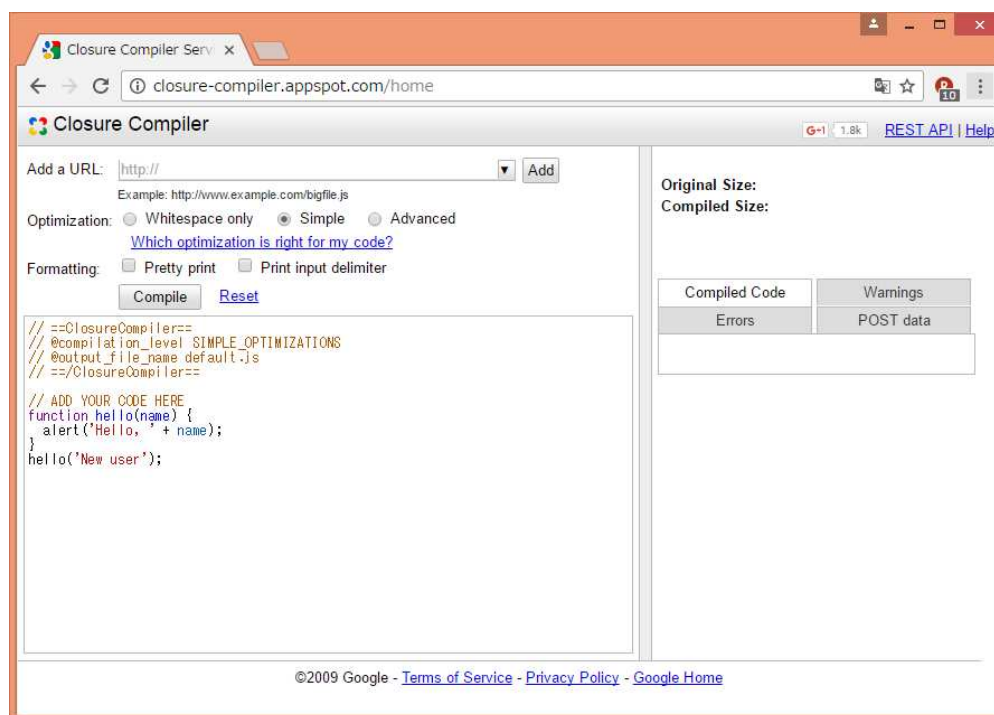 Closure Compiler Serv
closure-compiler.appspot.com/home
10
Closure Compiler
G+1 1.8k REST API | Help
Add a URL: http:// Add
Example: http://www.example.com/bigfile.js
Optimization: Whitespace only Simple Advanced
Which optimization is right for my code?
Formatting: Pretty print Print input delimiter
Compile Reset
// ==ClosureCompiler==
// @compilation_level SIMPLE_OPTIMIZATIONS
// @output_file_name default.js
// ==/ClosureCompiler==
// ADD YOUR CODE HERE
function hello(name) {
alert('Hello, ' + name);
}
hello('New user');
Original Size:
Compiled Size:
Compiled Code Warnings
Errors POST data
©2009 Google - Terms of Service - Privacy Policy - Google Home